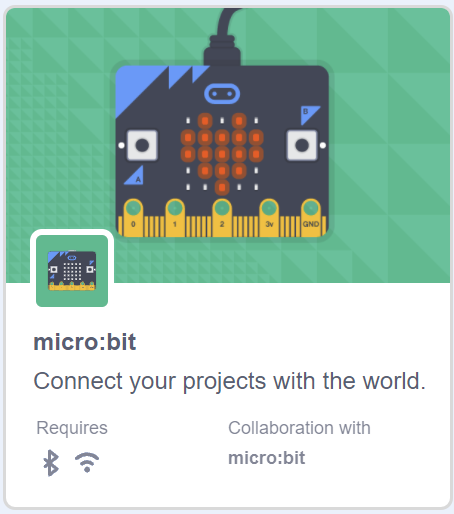 B
A
0 1 2 3v GND
micro:bit
Connect your projects with the world.
Requires
Collaboration with
micro:bit